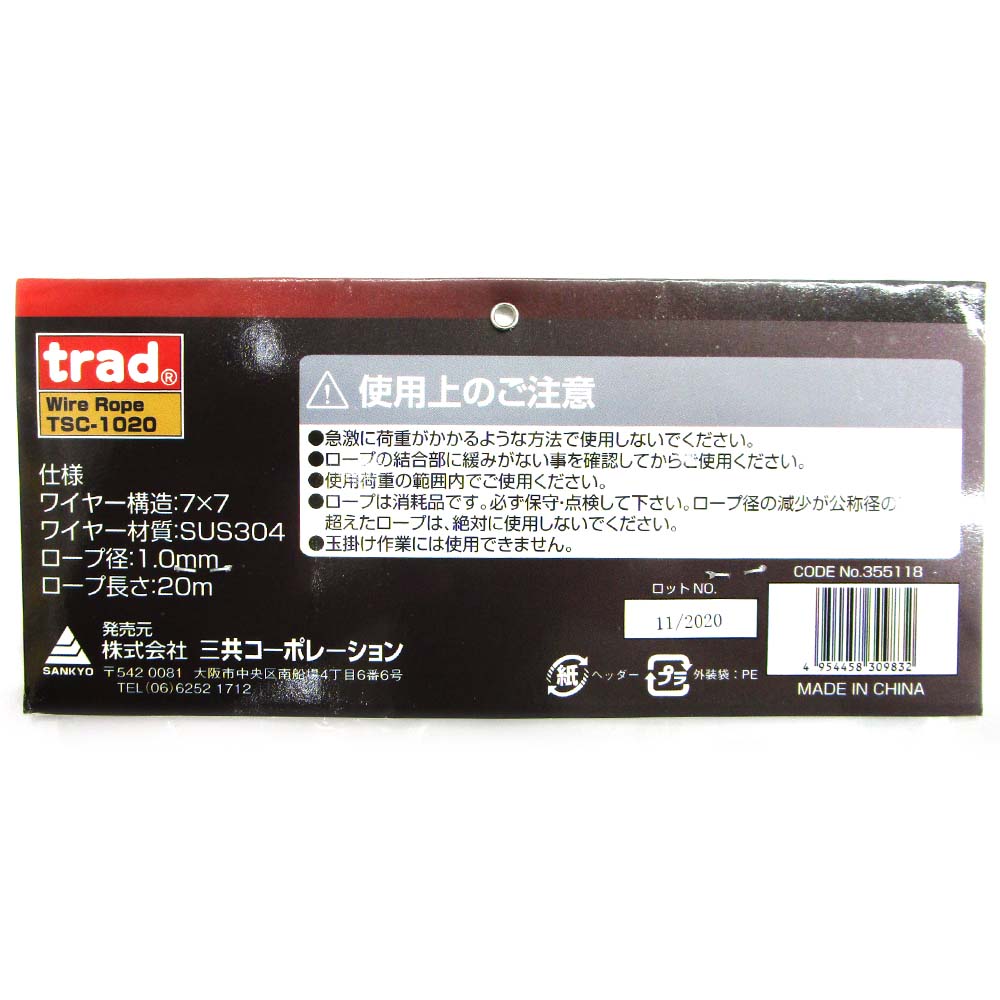 trad®
Wire Rope
TSC-1020
仕様
ワイヤー構造:7×7
ワイヤー材質:SUS304
ロープ径:1.0mm
ロープ長さ:20m
発売元
株式会社 三共コーポレーション
SANKYO
〒542 0081 大阪市中央区南船場4丁目6番6号
TEL(06)6252 1712
使用上のご注意
●急激に荷重がかかるような方法で使用しないでください。
●ロープの結合部に緩みがない事を確認してからご使用ください。
●使用荷重の範囲内でご使用ください。
●ロープは消耗品です。必ず保守・点検して下さい。ロープ径の減少が公称径の
超えたロープは、絶対に使用しないでください。
●玉掛け作業には使用できません。
ロットNO.
11/2020
紙 ヘッダー
プラ 外装袋:PE
CODE No.355118
4 954458 309832
MADE IN CHINA